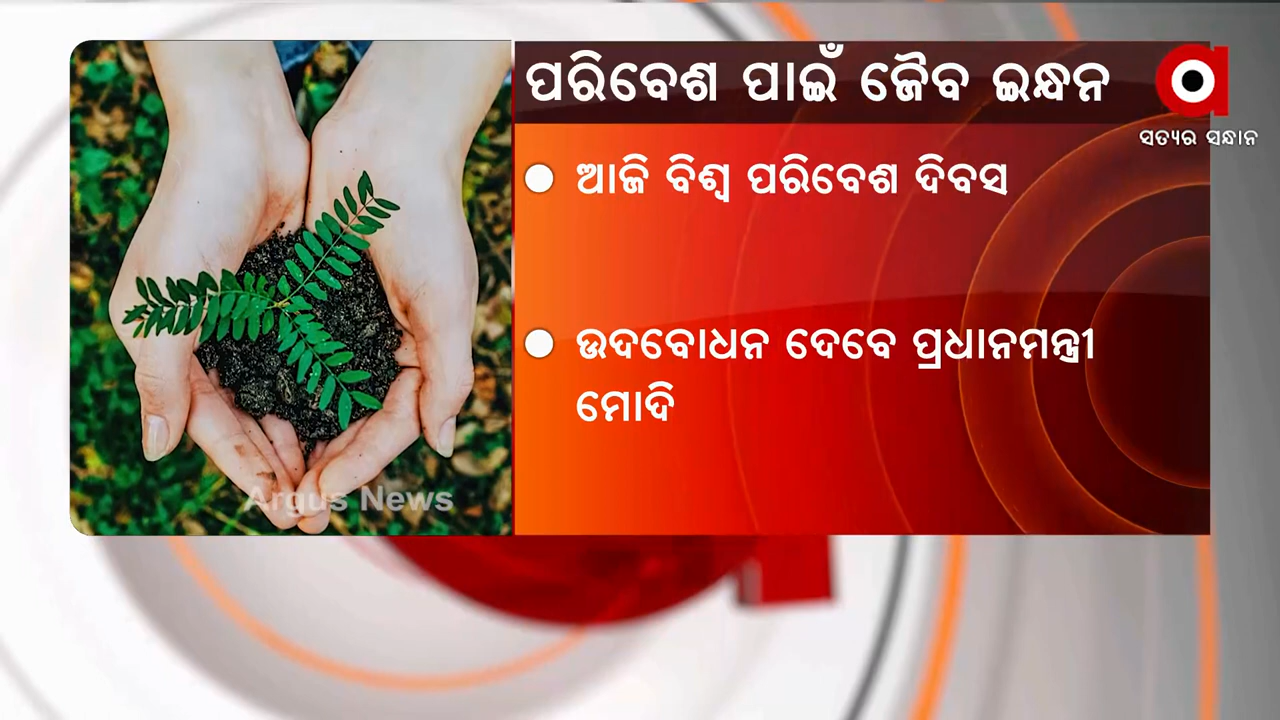 ପରିବେଶ ପାଇଁ ଜୈବ ଇନ୍ଧନ
ସତ୍ୟର ସନ୍ଧାନ
ଆଜି ବିଶ୍ୱ ପରିବେଶ ଦିବସ
ଉଦବୋଧନ ଦେବେ ପ୍ରଧାନମନ୍ତ୍ରୀ
ମୋଦି
Argus News